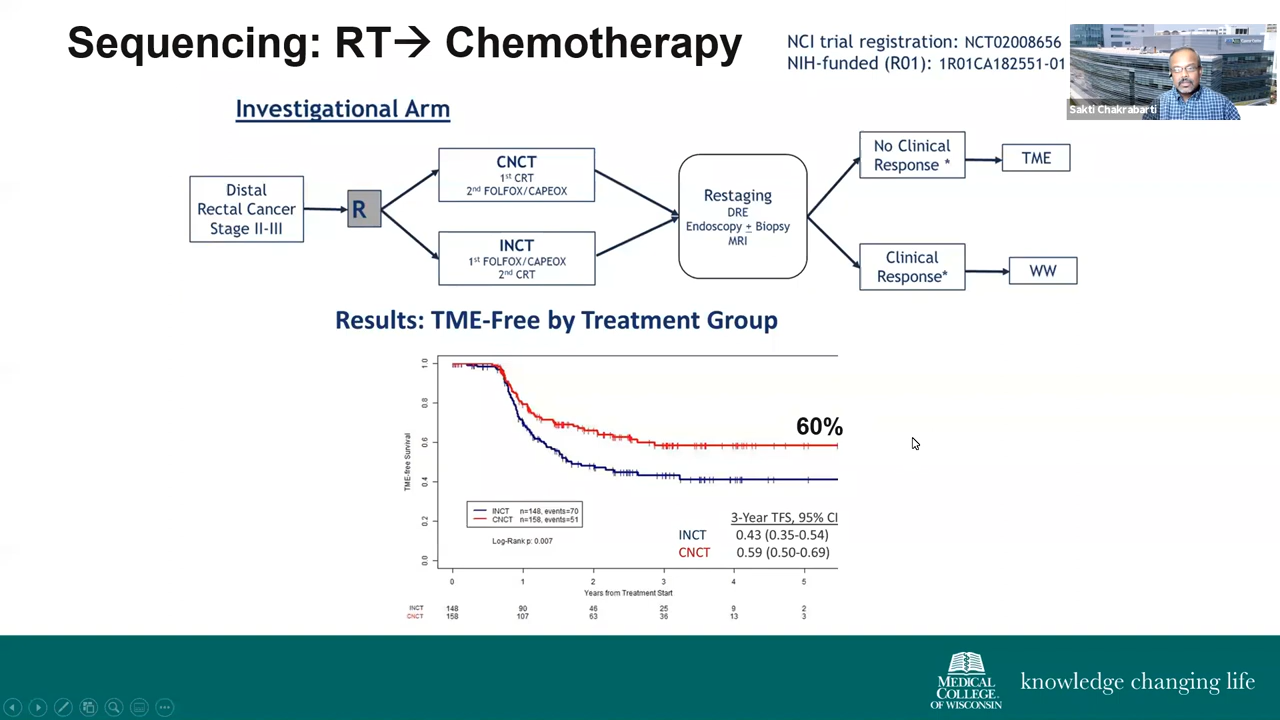 Sequencing: RT→ Chemotherapy
NCI trial registration: NCT02008656
NIH-funded (R01): 1R01CA182551-01
Sakti Chakrabarti
Investigational Arm
Distal
Rectal Cancer
Stage II-III
R
CNCT
1st CRT
2nd FOLFOX/CAPEOX
INCT
1st FOLFOX/CAPEOX
2nd CRT
Restaging
DRE
Endoscopy ± Biopsy
MRI
No Clinical
Response *
TME
Clinical
Response*
WW
Results: TME-Free by Treatment Group
TME-free Survival
1.0
0.8
0.6
0.4
0.2
0.0
60%
INCT n=148, events=70
CNCT n=158, events=51
Log-Rank p: 0.007
3-Year TFS, 95% CI
INCT 0.43 (0.35-0.54)
CNCT 0.59 (0.50-0.69)
0 1 2 3 4 5
Years from Treatment Start
INCT 148 90 46 25 9 2
CNCT 158 107 63 36 13 3
MEDICAL
COLLEGE
OF WISCONSIN
knowledge changing life